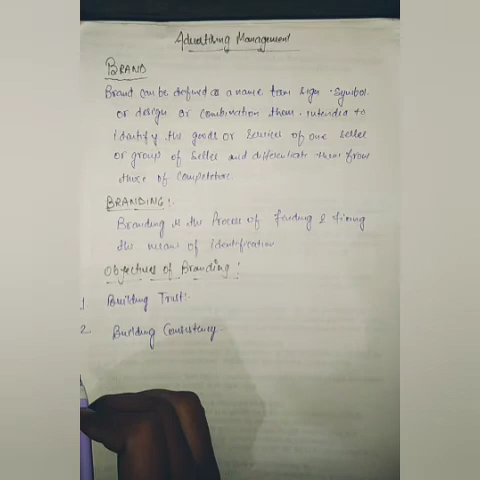 Advertising Management
BRAND
Brand can be defined as a name term sign symbol
or design or combination them intended to
identify the goods or services of one seller
or group of seller and differentiate them from
those of competitors.
BRANDING :-
Branding is the Process of finding & fixing
the means of identification
Objectives of Branding :
1 Building Trust :
2 Building Consistency